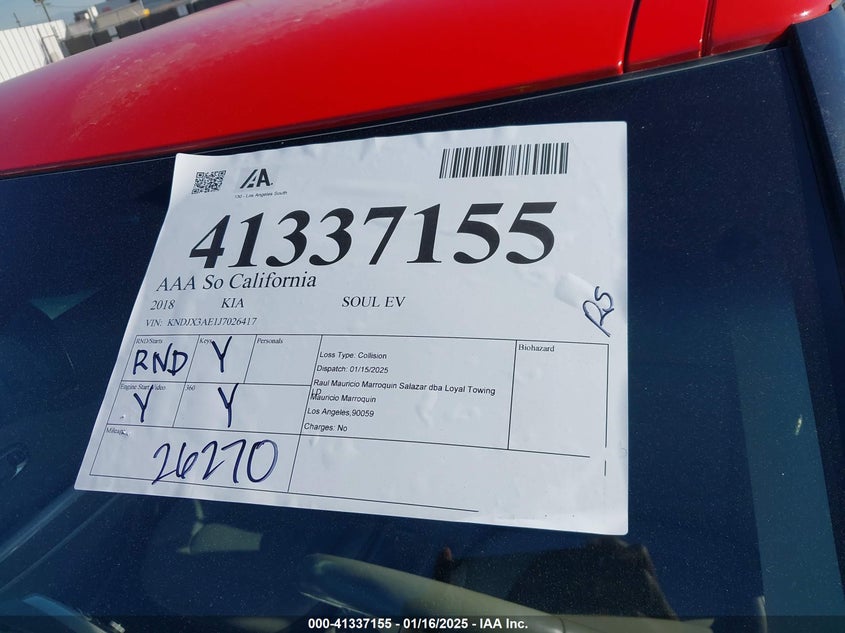 IAA.
130 - Los Angeles South
41337155
AAA So California
2018 KIA SOUL EV
VIN: KNDJX3AE1J7026417
RS
RND/Starts Keys Personals
RND Y
Loss Type: Collision
Dispatch: 01/15/2025
Raul Mauricio Marroquin Salazar dba Loyal Towing
LP
Mauricio Marroquin
Los Angeles,90059
Charges: No
Biohazard
Engine Start Video 360
Y Y
Mileage
26270
000-41337155 - 01/16/2025 - IAA Inc.